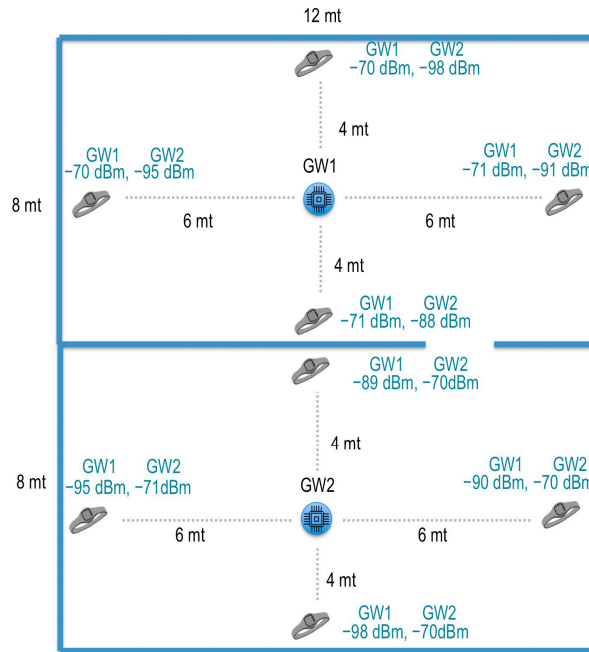 12 mt
GW1 GW2
−70 dBm, −98 dBm
4 mt
GW1 GW2
−70 dBm, −95 dBm
GW1
GW1 GW2
−71 dBm, −91 dBm
8 mt
6 mt
6 mt
4 mt
GW1 GW2
−71 dBm, −88 dBm
GW1 GW2
−89 dBm, −70dBm
4 mt
GW1 GW2
−95 dBm, −71dBm
8 mt
GW2
GW1 GW2
−90 dBm, −70 dBm
6 mt
6 mt
4 mt
GW1 GW2
−98 dBm, −70dBm